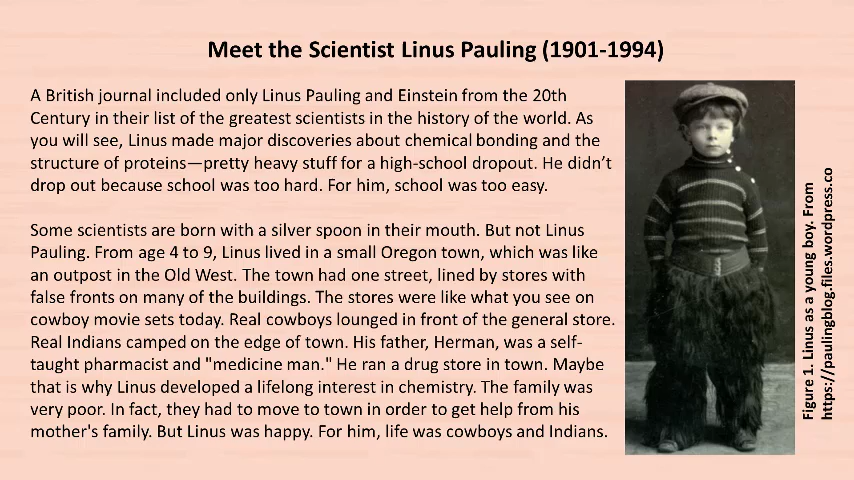 Meet the Scientist Linus Pauling (1901-1994)
A British journal included only Linus Pauling and Einstein from the 20th
Century in their list of the greatest scientists in the history of the world. As
you will see, Linus made major discoveries about chemical bonding and the
structure of proteins—pretty heavy stuff for a high-school dropout. He didn't
drop out because school was too hard. For him, school was too easy.
Some scientists are born with a silver spoon in their mouth. But not Linus
Pauling. From age 4 to 9, Linus lived in a small Oregon town, which was like
an outpost in the Old West. The town had one street, lined by stores with
false fronts on many of the buildings. The stores were like what you see on
cowboy movie sets today. Real cowboys lounged in front of the general store.
Real Indians camped on the edge of town. His father, Herman, was a self-
taught pharmacist and "medicine man." He ran a drug store in town. Maybe
that is why Linus developed a lifelong interest in chemistry. The family was
very poor. In fact, they had to move to town in order to get help from his
mother's family. But Linus was happy. For him, life was cowboys and Indians.
Figure 1. Linus as a young boy. From
https://paulingblog.files.wordpress.co